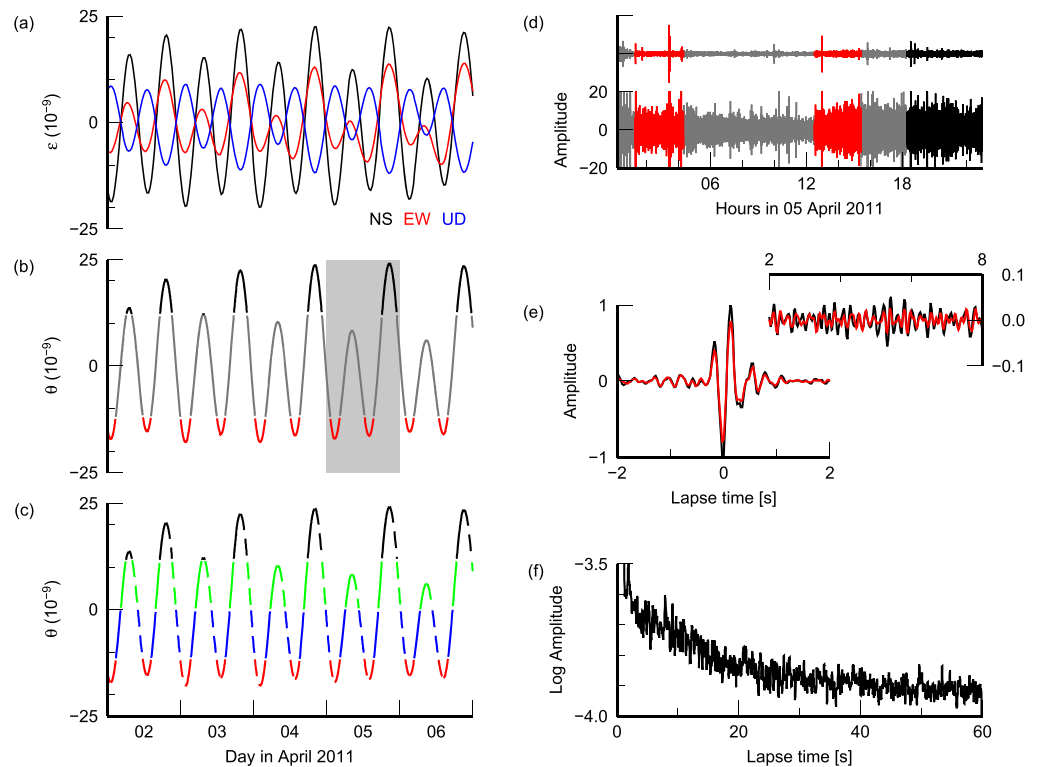 (a)
25
0
−25
ε (10⁻⁹)
NS EW UD
(b)
25
0
−25
θ (10⁻⁹)
(c)
25
0
−25
θ (10⁻⁹)
02 03 04 05 06
Day in April 2011
(d)
20
0
−20
Amplitude
06 12 18
Hours in 05 April 2011
2 8
0.1
0.0
−0.1
(e)
1
0
−1
Amplitude
−2 0 2
Lapse time [s]
(f)
−3.5
−4.0
Log Amplitude
0 20 40 60
Lapse time [s]